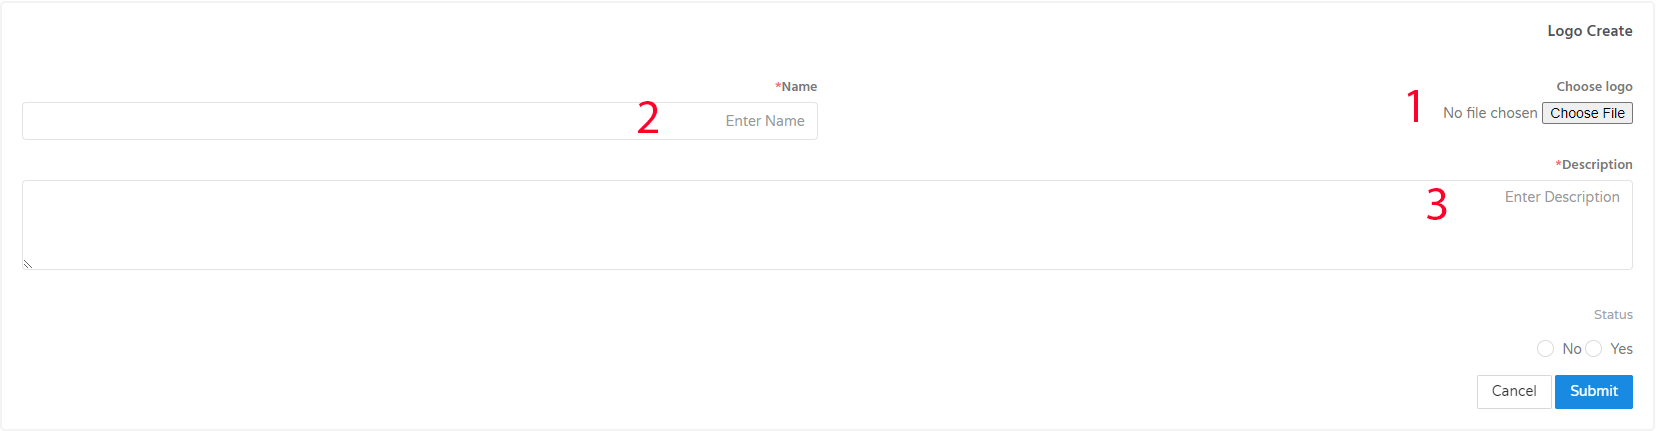 Logo Create
Choose logo
1 No file chosen Choose File
*Name
2 Enter Name
*Description
3 Enter Description
Status
No Yes
Cancel Submit